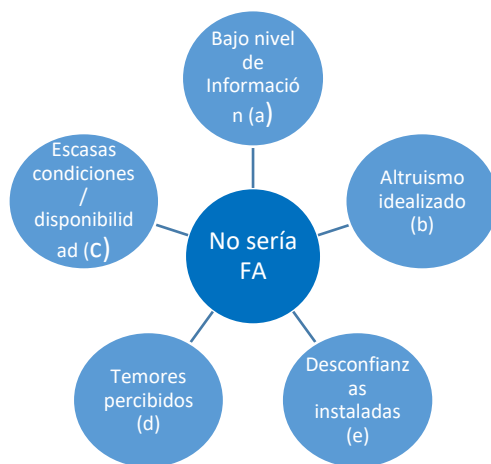 Bajo nivel
de
Informació
n (a)
Escasas
condiciones
/
disponibilid
ad (c)
Altruismo
idealizado
(b)
No sería
FA
Temores
percibidos
(d)
Desconfianz
as
instaladas
(e)